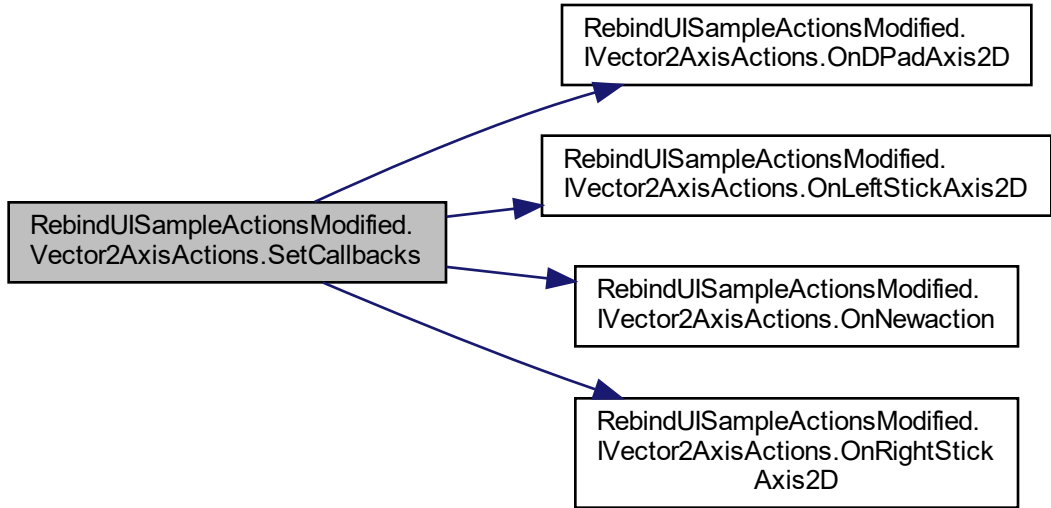 RebindUISampleActionsModified.
IVector2AxisActions.OnDPadAxis2D
RebindUISampleActionsModified.
IVector2AxisActions.OnLeftStickAxis2D
RebindUISampleActionsModified.
Vector2AxisActions.SetCallbacks
RebindUISampleActionsModified.
IVector2AxisActions.OnNewaction
RebindUISampleActionsModified.
IVector2AxisActions.OnRightStick
Axis2D